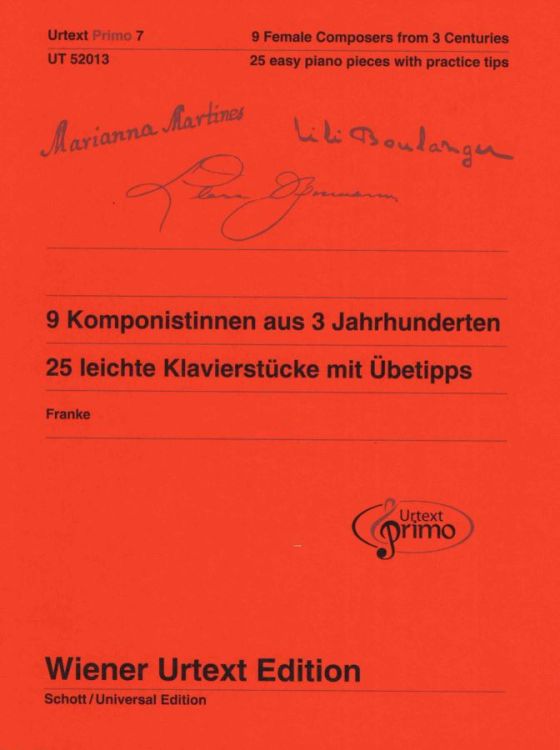 Urtext Primo 7
9 Female Composers from 3 Centuries
UT 52013
25 easy piano pieces with practice tips
Marianna Martines
Lili Boulanger
Clara Schumann
9 Komponistinnen aus 3 Jahrhunderten
25 leichte Klavierstücke mit Übetipps
Franke
Urtext
Primo
Wiener Urtext Edition
Schott/Universal Edition